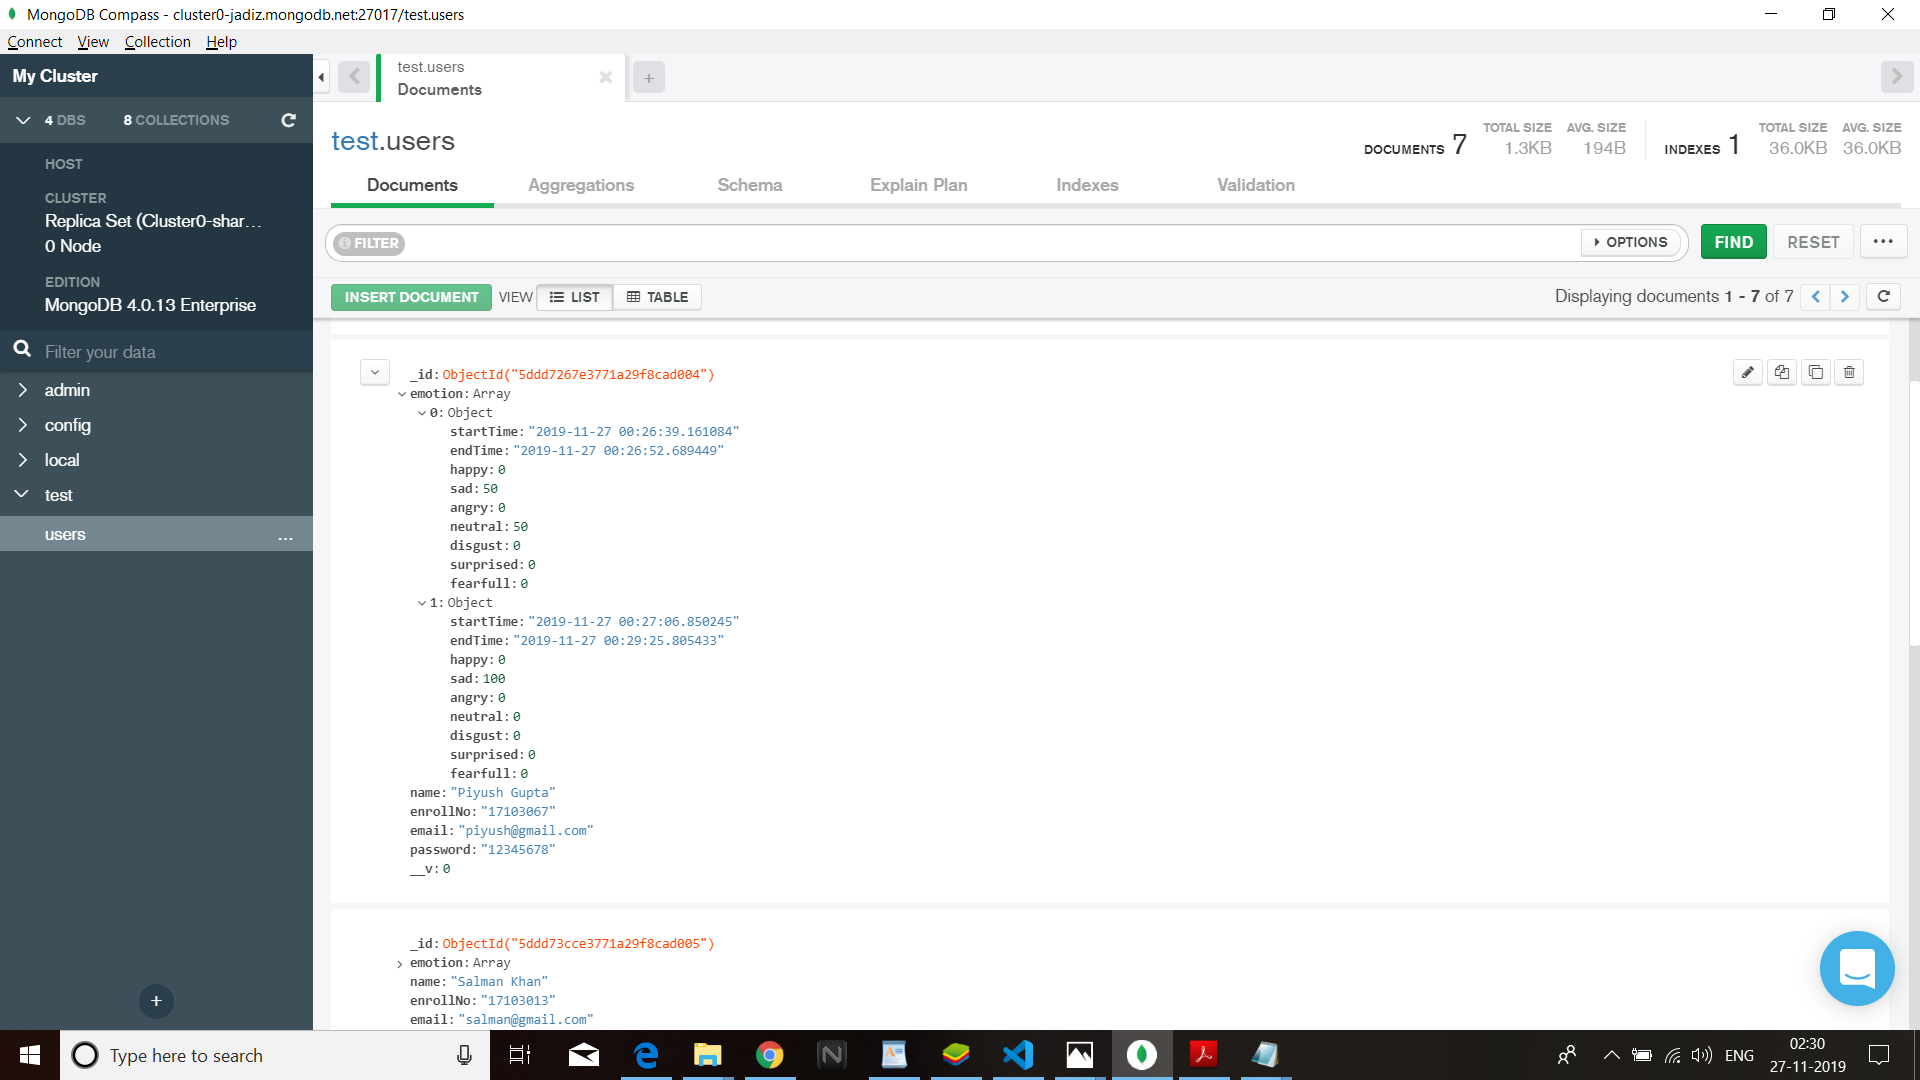 MongoDB Compass - cluster0-jadiz.mongodb.net:27017/test.users
Connect View Collection Help
My Cluster
4 DBS 8 COLLECTIONS
HOST
CLUSTER
Replica Set (Cluster0-shar...
0 Node
EDITION
MongoDB 4.0.13 Enterprise
Filter your data
admin
config
local
test
users ...
+
test.users
Documents
+
test.users
DOCUMENTS 7 TOTAL SIZE 1.3KB AVG. SIZE 194B INDEXES 1 TOTAL SIZE 36.0KB AVG. SIZE 36.0KB
Documents Aggregations Schema Explain Plan Indexes Validation
FILTER OPTIONS FIND RESET ...
INSERT DOCUMENT VIEW LIST TABLE Displaying documents 1 - 7 of 7
_id: ObjectId("5ddd7267e3771a29f8cad004")
emotion: Array
0: Object
startTime: "2019-11-27 00:26:39.161084"
endTime: "2019-11-27 00:26:52.689449"
happy: 0
sad: 50
angry: 0
neutral: 50
disgust: 0
surprised: 0
fearfull: 0
1: Object
startTime: "2019-11-27 00:27:06.850245"
endTime: "2019-11-27 00:29:25.805433"
happy: 0
sad: 100
angry: 0
neutral: 0
disgust: 0
surprised: 0
fearfull: 0
name: "Piyush Gupta"
enrollNo: "17103067"
email: "piyush@gmail.com"
password: "12345678"
__v: 0
_id: ObjectId("5ddd73cce3771a29f8cad005")
emotion: Array
name: "Salman Khan"
enrollNo: "17103013"
email: "salman@gmail.com"
Type here to search
ENG
02:30
27-11-2019